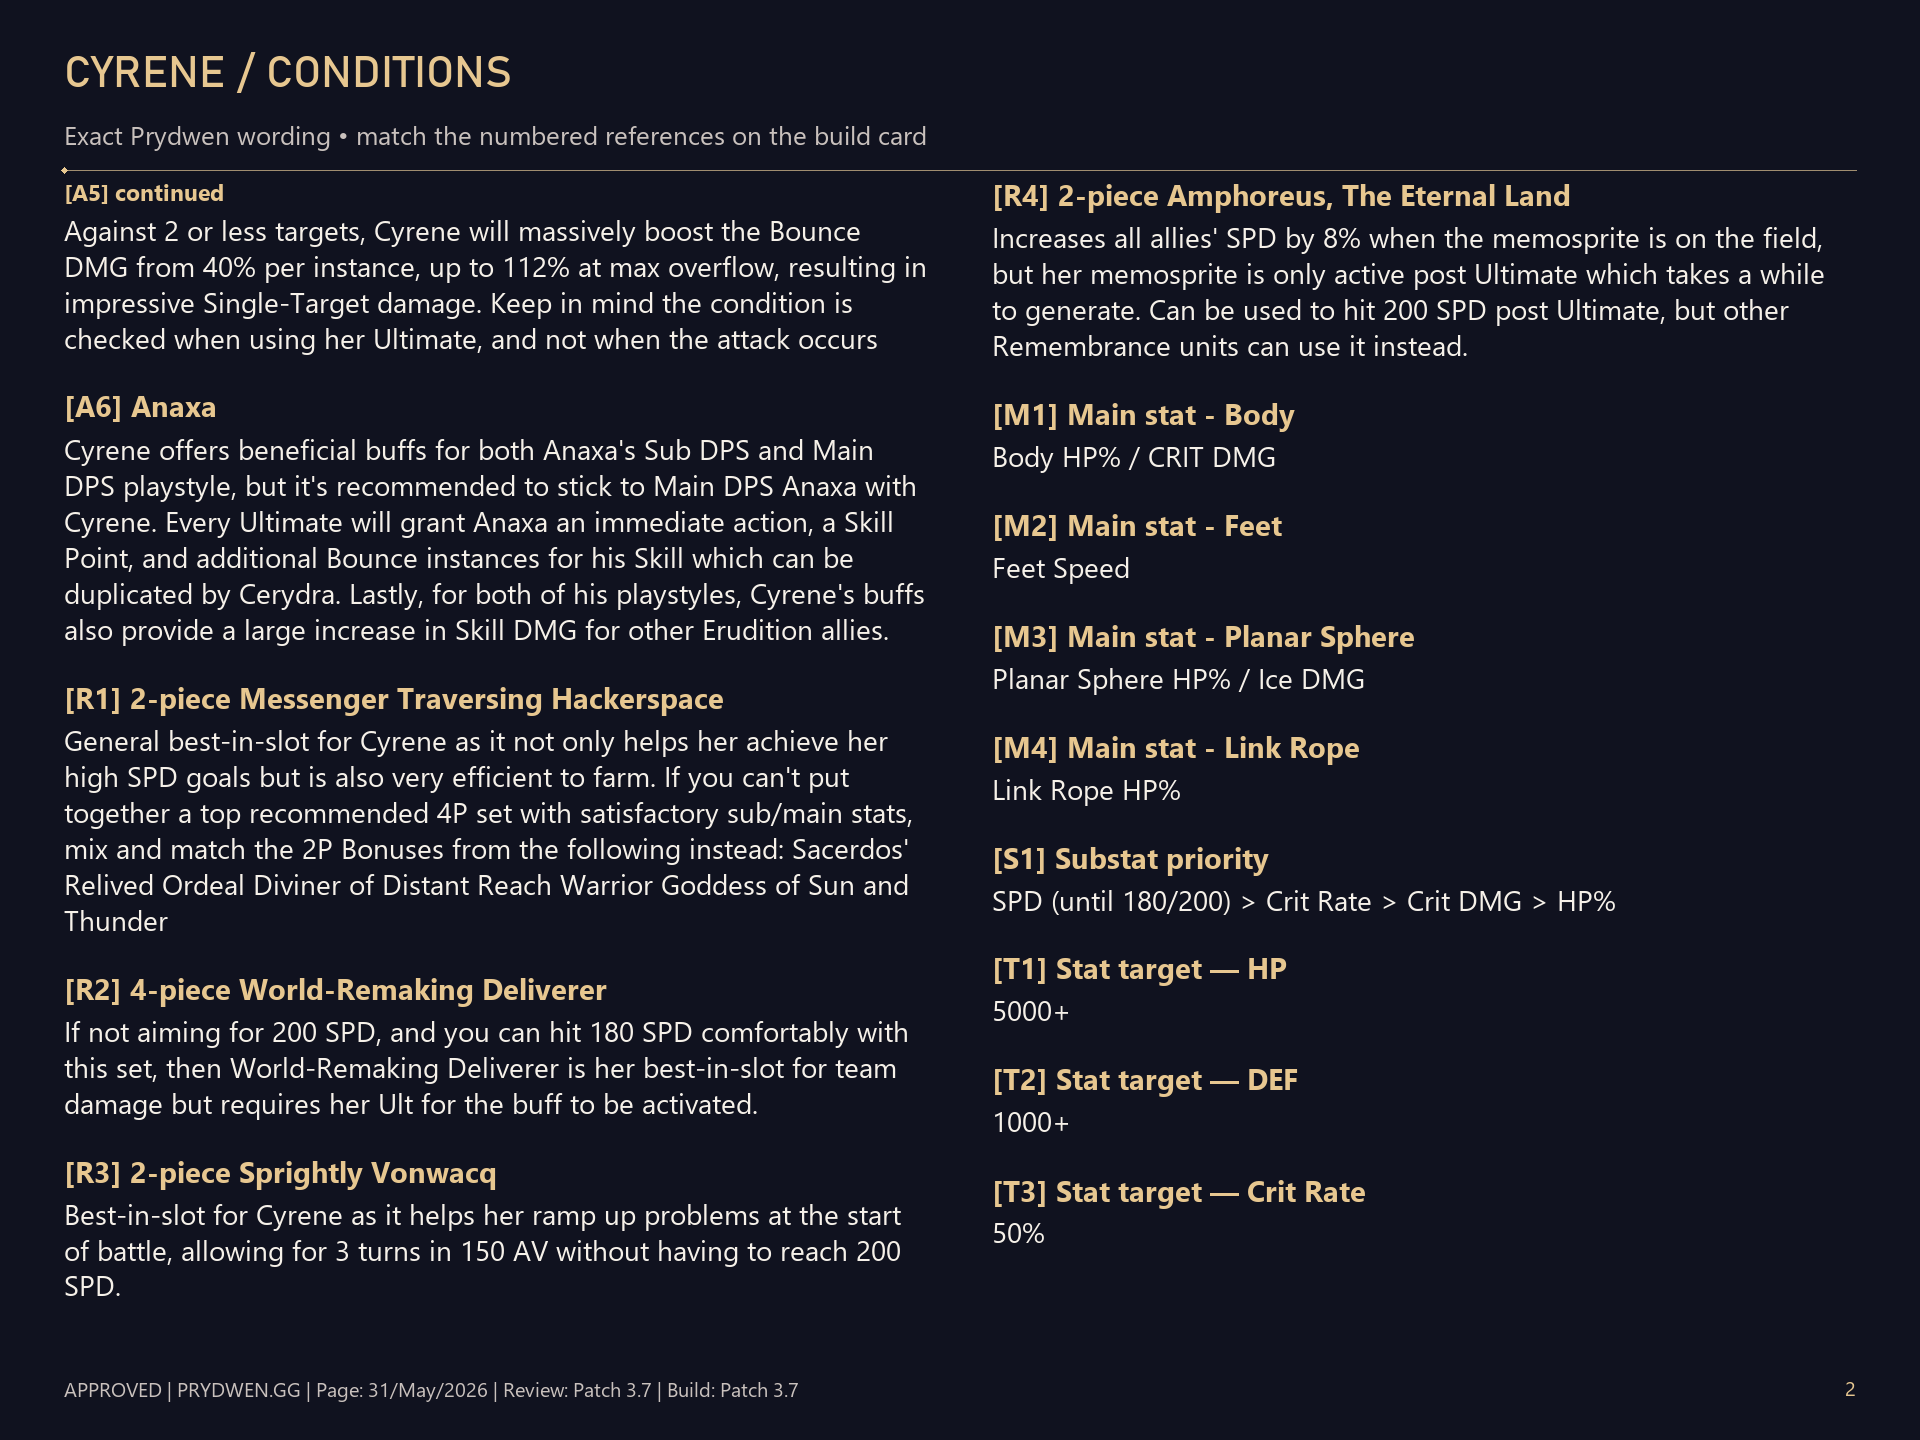 CYRENE / CONDITIONS
Exact Prydwen wording • match the numbered references on the build card
[A5] continued
Against 2 or less targets, Cyrene will massively boost the Bounce
DMG from 40% per instance, up to 112% at max overflow, resulting in
impressive Single-Target damage. Keep in mind the condition is
checked when using her Ultimate, and not when the attack occurs
[A6] Anaxa
Cyrene offers beneficial buffs for both Anaxa's Sub DPS and Main
DPS playstyle, but it's recommended to stick to Main DPS Anaxa with
Cyrene. Every Ultimate will grant Anaxa an immediate action, a Skill
Point, and additional Bounce instances for his Skill which can be
duplicated by Cerydra. Lastly, for both of his playstyles, Cyrene's buffs
also provide a large increase in Skill DMG for other Erudition allies.
[R1] 2-piece Messenger Traversing Hackerspace
General best-in-slot for Cyrene as it not only helps her achieve her
high SPD goals but is also very efficient to farm. If you can't put
together a top recommended 4P set with satisfactory sub/main stats,
mix and match the 2P Bonuses from the following instead: Sacerdos'
Relived Ordeal Diviner of Distant Reach Warrior Goddess of Sun and
Thunder
[R2] 4-piece World-Remaking Deliverer
If not aiming for 200 SPD, and you can hit 180 SPD comfortably with
this set, then World-Remaking Deliverer is her best-in-slot for team
damage but requires her Ult for the buff to be activated.
[R3] 2-piece Sprightly Vonwacq
Best-in-slot for Cyrene as it helps her ramp up problems at the start
of battle, allowing for 3 turns in 150 AV without having to reach 200
SPD.
[R4] 2-piece Amphoreus, The Eternal Land
Increases all allies' SPD by 8% when the memosprite is on the field,
but her memosprite is only active post Ultimate which takes a while
to generate. Can be used to hit 200 SPD post Ultimate, but other
Remembrance units can use it instead.
[M1] Main stat - Body
Body HP% / CRIT DMG
[M2] Main stat - Feet
Feet Speed
[M3] Main stat - Planar Sphere
Planar Sphere HP% / Ice DMG
[M4] Main stat - Link Rope
Link Rope HP%
[S1] Substat priority
SPD (until 180/200) > Crit Rate > Crit DMG > HP%
[T1] Stat target — HP
5000+
[T2] Stat target — DEF
1000+
[T3] Stat target — Crit Rate
50%
APPROVED | PRYDWEN.GG | Page: 31/May/2026 | Review: Patch 3.7 | Build: Patch 3.7
2